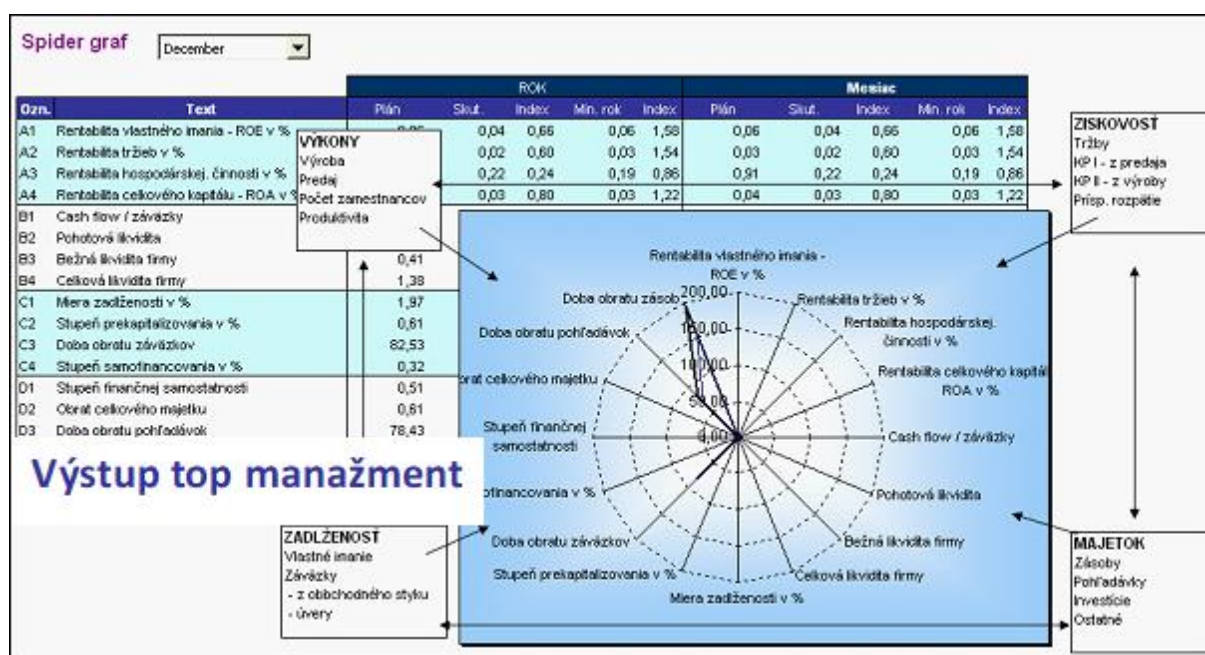 Spider graf December
ROK Mesiac
Ozn. Text Plán Skut. Index Min. rok Index Plán Skut. Index Min. rok Index
A1 Rentabilita vlastného imania - ROE v % 0,04 0,66 0,06 1,58 0,06 0,04 0,66 0,06 1,58
A2 Rentabilita tržieb v % 0,02 0,60 0,03 1,54 0,03 0,02 0,60 0,03 1,54
A3 Rentabilita hospodárskej. činnosti v % 0,22 0,24 0,19 0,86 0,91 0,22 0,24 0,19 0,86
A4 Rentabilita celkového kapitálu - ROA v % 0,03 0,80 0,03 1,22 0,04 0,03 0,80 0,03 1,22
B1 Cash flow / záväzky
B2 Pohotová likvidita
B3 Bežná likvidita firmy 0,41
B4 Celková likvidita firmy 1,38
C1 Miera zadlženosti v % 1,97
C2 Stupeň prekapitalizovania v % 0,61
C3 Doba obratu záväzkov 82,53
C4 Stupeň samofinancovania v % 0,32
D1 Stupeň finančnej samostatnosti 0,51
D2 Obrat celkového majetku 0,61
D3 Doba obratu pohľadávok 78,43
VÝKONY
Výroba
Predaj
Počet zamestnancov
Produktivita
ZISKOVOSŤ
Tržby
KP I - z predaja
KP II - z výroby
Prísp. rozpätie
Rentabilita vlastného imania -
ROE v %
Rentabilita tržieb v %
Rentabilita hospodárskej.
činnosti v %
Rentabilita celkového kapitál
ROA v %
Cash flow / záväzky
Pohotová likvidita
Bežná likvidita firmy
Celková likvidita firmy
Miera zadlženosti v %
Stupeň prekapitalizovania v %
Doba obratu záväzkov
ofinancovania v %
Stupeň finančnej
samostatnosti
rat celkového majetku
Doba obratu pohľadávok
Doba obratu zásob
200,00
150,00
100,00
50,00
0,00
Výstup top manažment
ZADLŽENOSŤ
Vlastné imanie
Záväzky
- z obbchodného styku
- úvery
MAJETOK
Zásoby
Pohľadávky
Investície
Ostatné